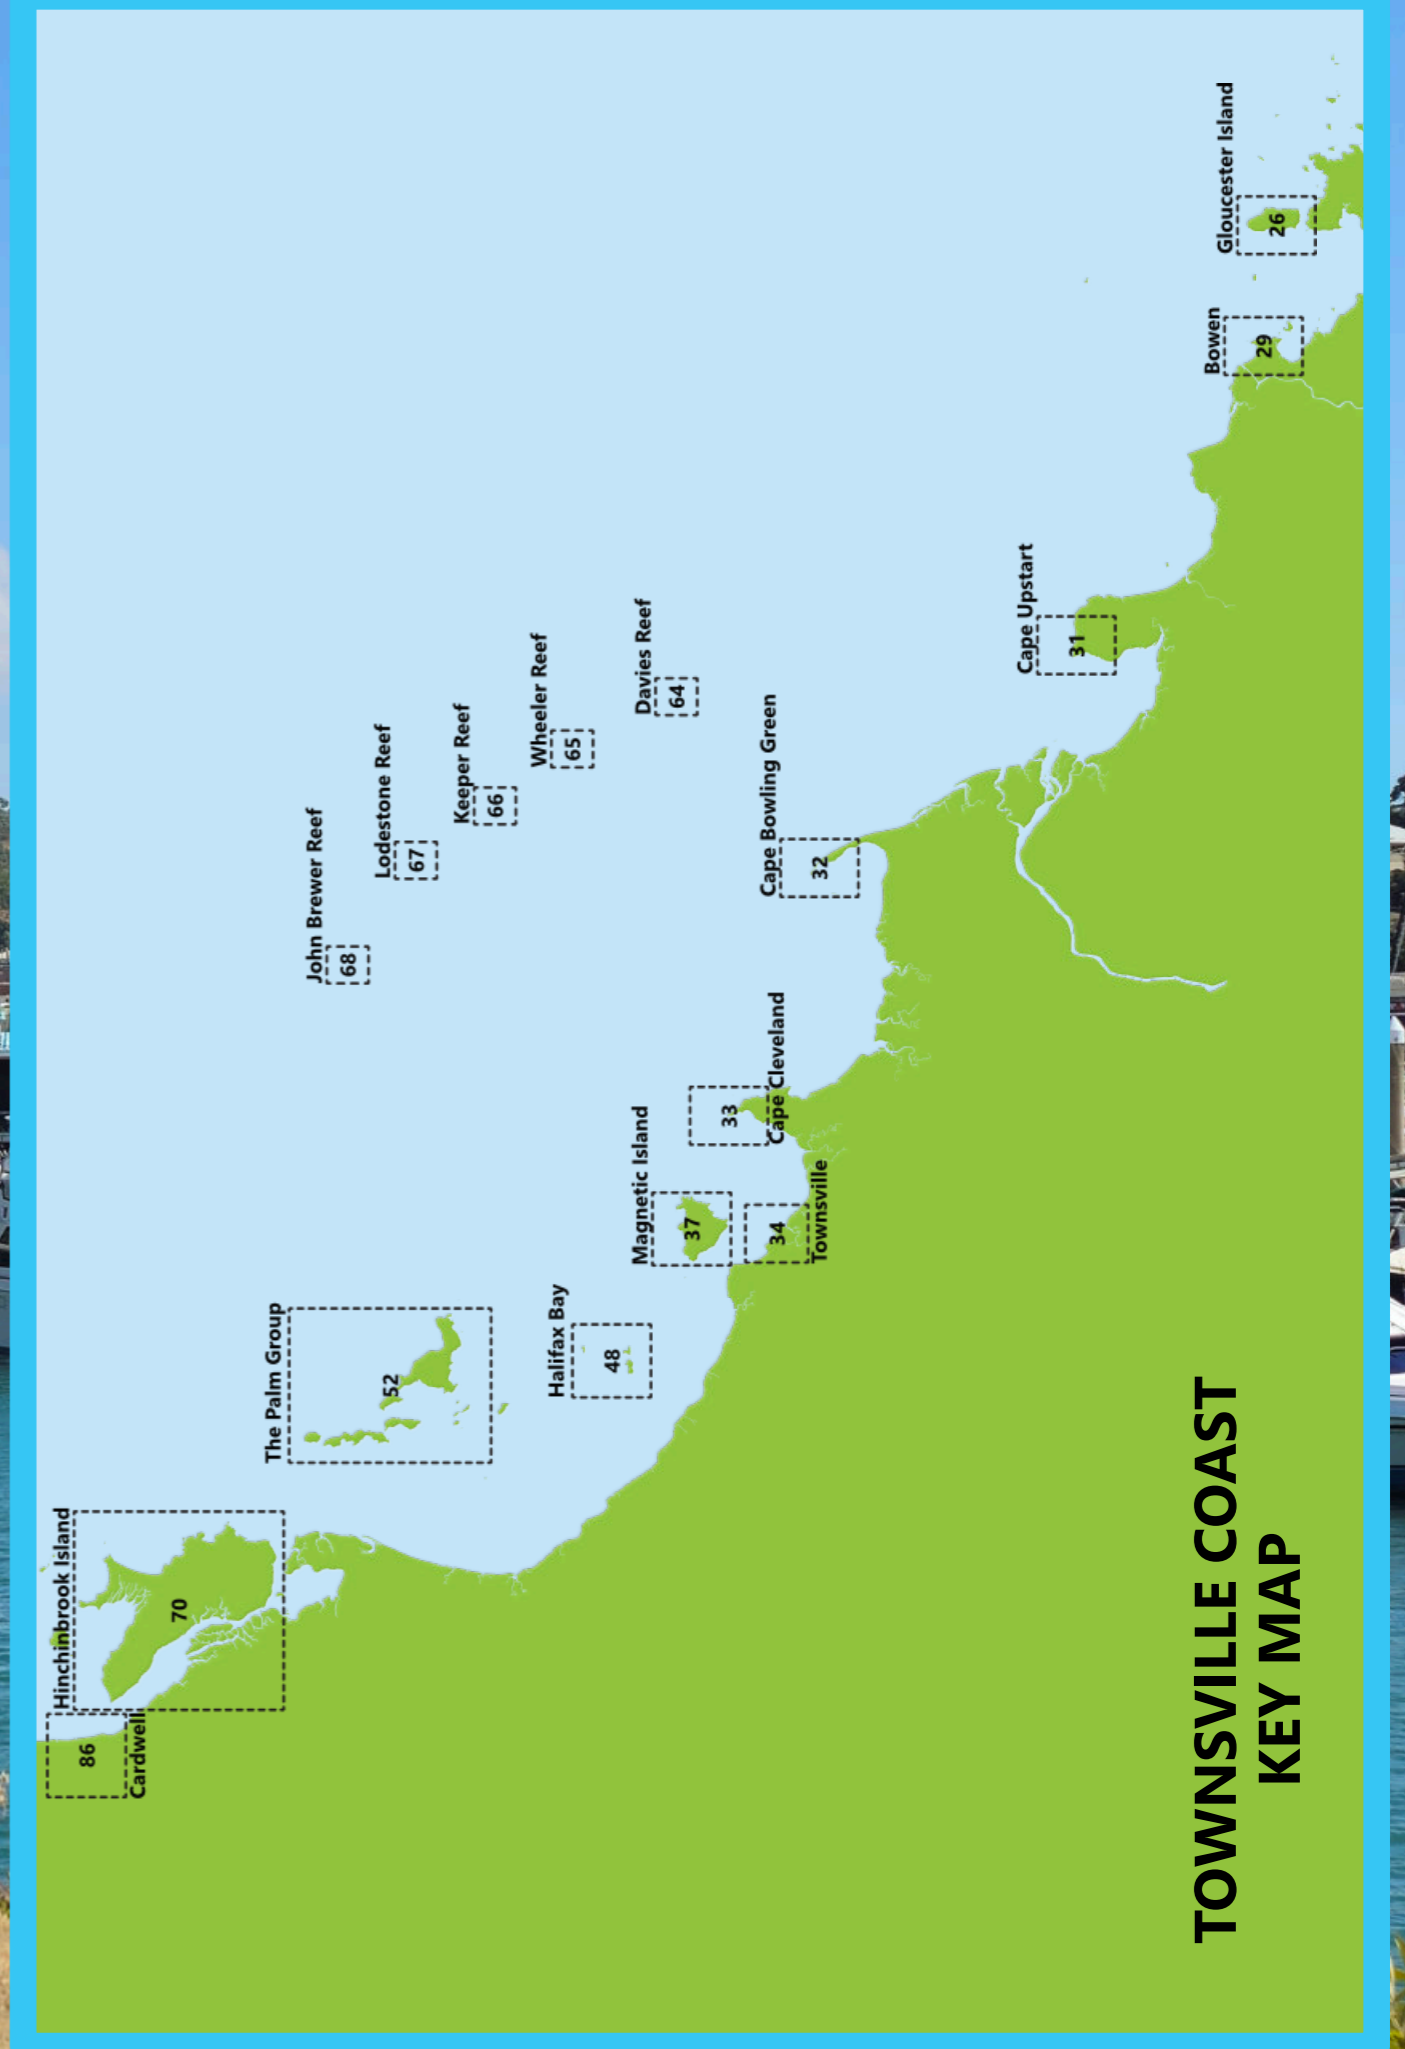 Hinchinbrook Island
70
86
Cardwell
The Palm Group
52
John Brewer Reef
68
Lodestone Reef
67
Keeper Reef
66
Wheeler Reef
65
Davies Reef
64
Halifax Bay
48
Magnetic Island
37
33
Cape Cleveland
34
Townsville
Cape Bowling Green
32
Cape Upstart
31
Bowen
29
Gloucester Island
26
TOWNSVILLE COAST
KEY MAP